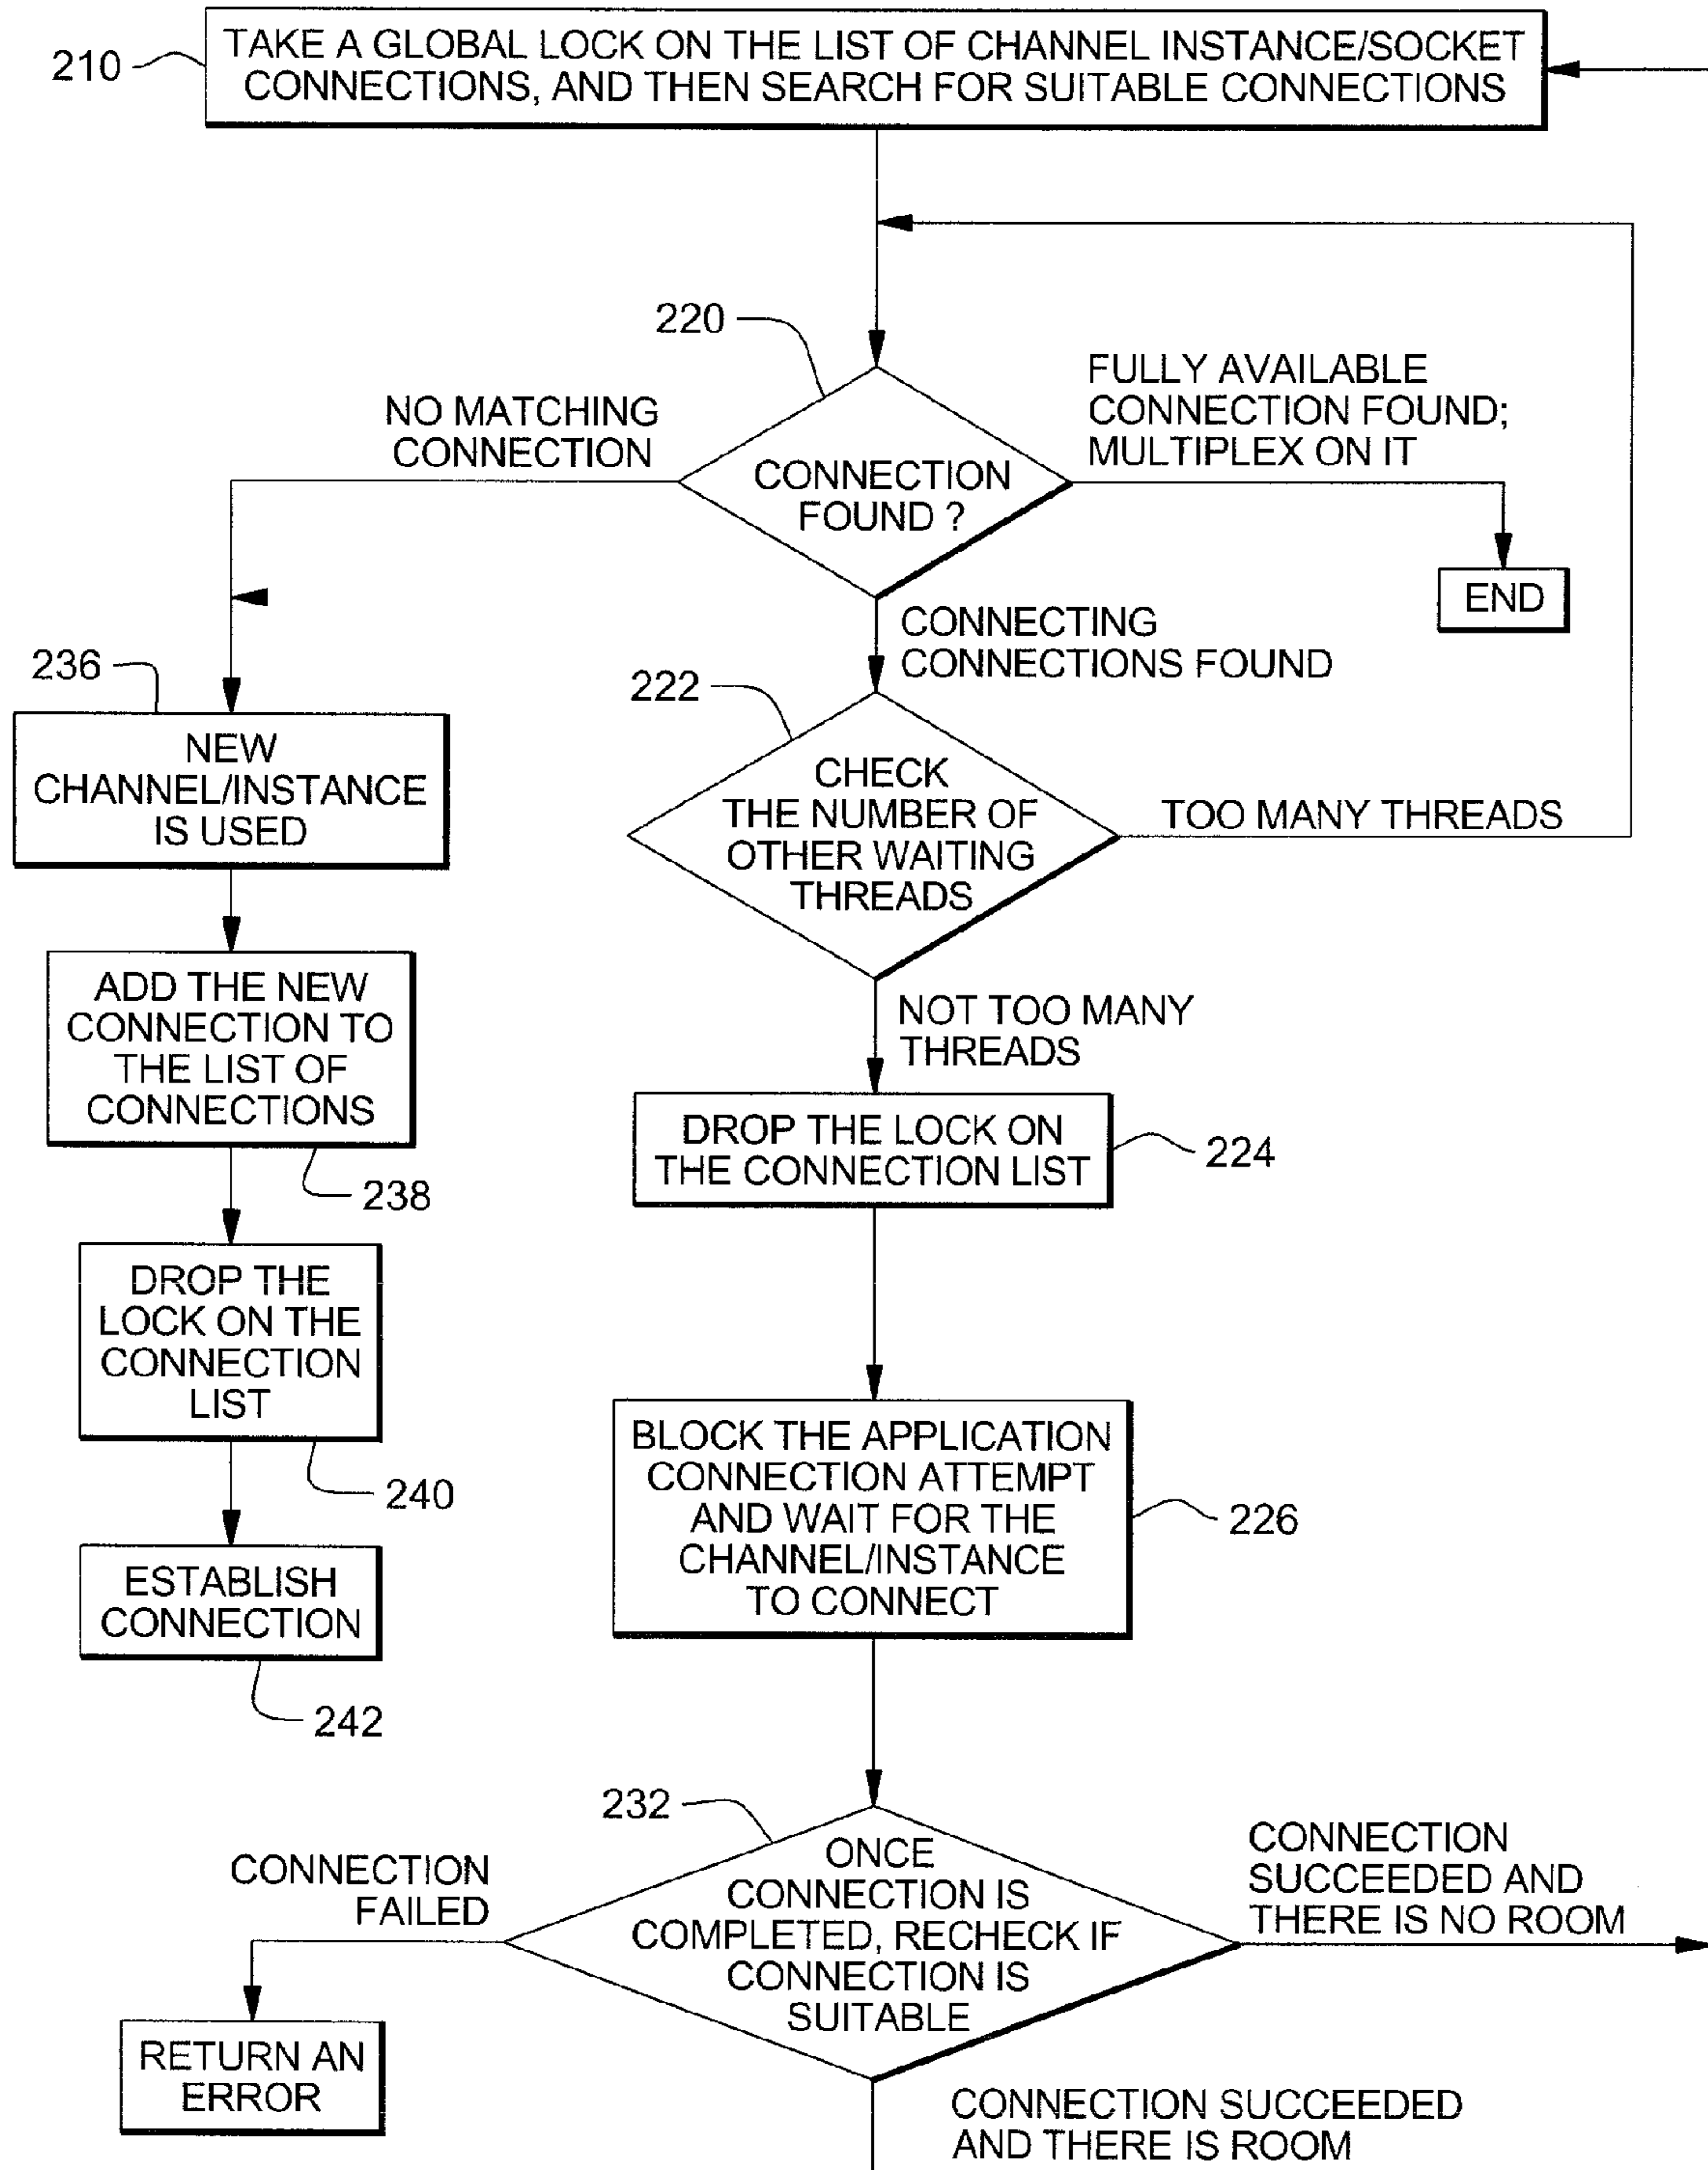 210
TAKE A GLOBAL LOCK ON THE LIST OF CHANNEL INSTANCE/SOCKET
CONNECTIONS, AND THEN SEARCH FOR SUITABLE CONNECTIONS
220
NO MATCHING
CONNECTION
CONNECTION
FOUND ?
FULLY AVAILABLE
CONNECTION FOUND;
MULTIPLEX ON IT
END
CONNECTING
CONNECTIONS FOUND
236
NEW
CHANNEL/INSTANCE
IS USED
222
CHECK
THE NUMBER OF
OTHER WAITING
THREADS
TOO MANY THREADS
ADD THE NEW
CONNECTION TO
THE LIST OF
CONNECTIONS
238
NOT TOO MANY
THREADS
DROP THE LOCK ON
THE CONNECTION LIST
224
DROP THE
LOCK ON THE
CONNECTION
LIST
240
BLOCK THE APPLICATION
CONNECTION ATTEMPT
AND WAIT FOR THE
CHANNEL/INSTANCE
TO CONNECT
226
ESTABLISH
CONNECTION
242
232
ONCE
CONNECTION IS
COMPLETED, RECHECK IF
CONNECTION IS
SUITABLE
CONNECTION
FAILED
CONNECTION
SUCCEEDED AND
THERE IS NO ROOM
RETURN AN
ERROR
CONNECTION SUCCEEDED
AND THERE IS ROOM